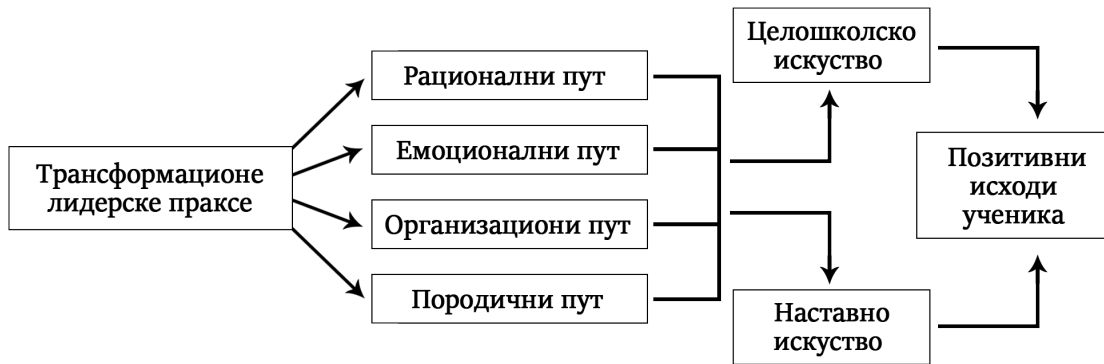 Трансформационе
лидерске праксе
Рационални пут
Емоционални пут
Организациони пут
Породични пут
Целошколско
искуство
Наставно
искуство
Позитивни
исходи
ученика